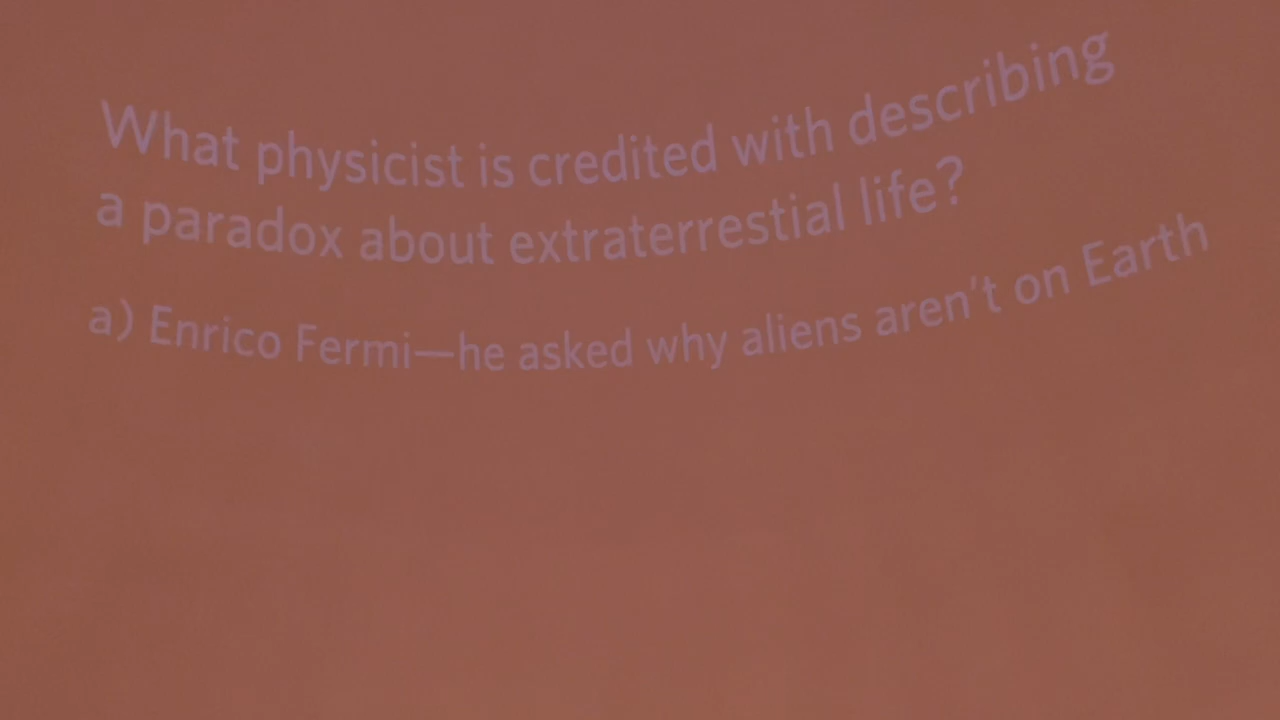 What physicist is credited with describing
a paradox about extraterrestial life?
a) Enrico Fermi—he asked why aliens aren't on Earth